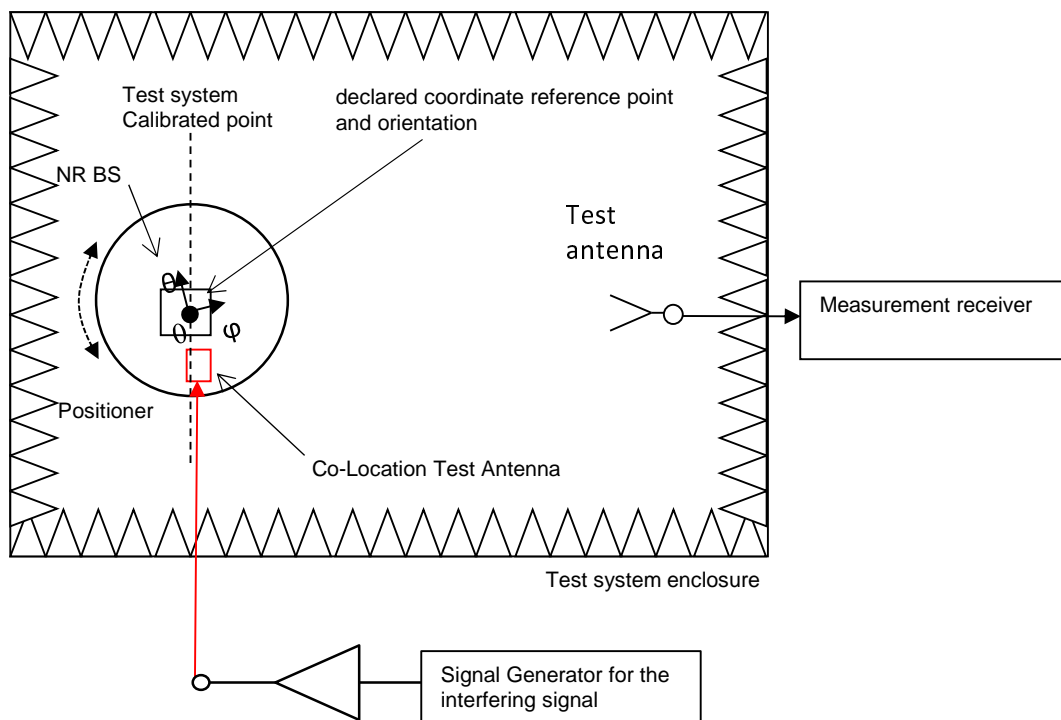 Test system
Calibrated point
declared coordinate reference point
and orientation
NR BS
Test
antenna
θ
θ
φ
Measurement receiver
Positioner
Co-Location Test Antenna
Test system enclosure
Signal Generator for the
interfering signal